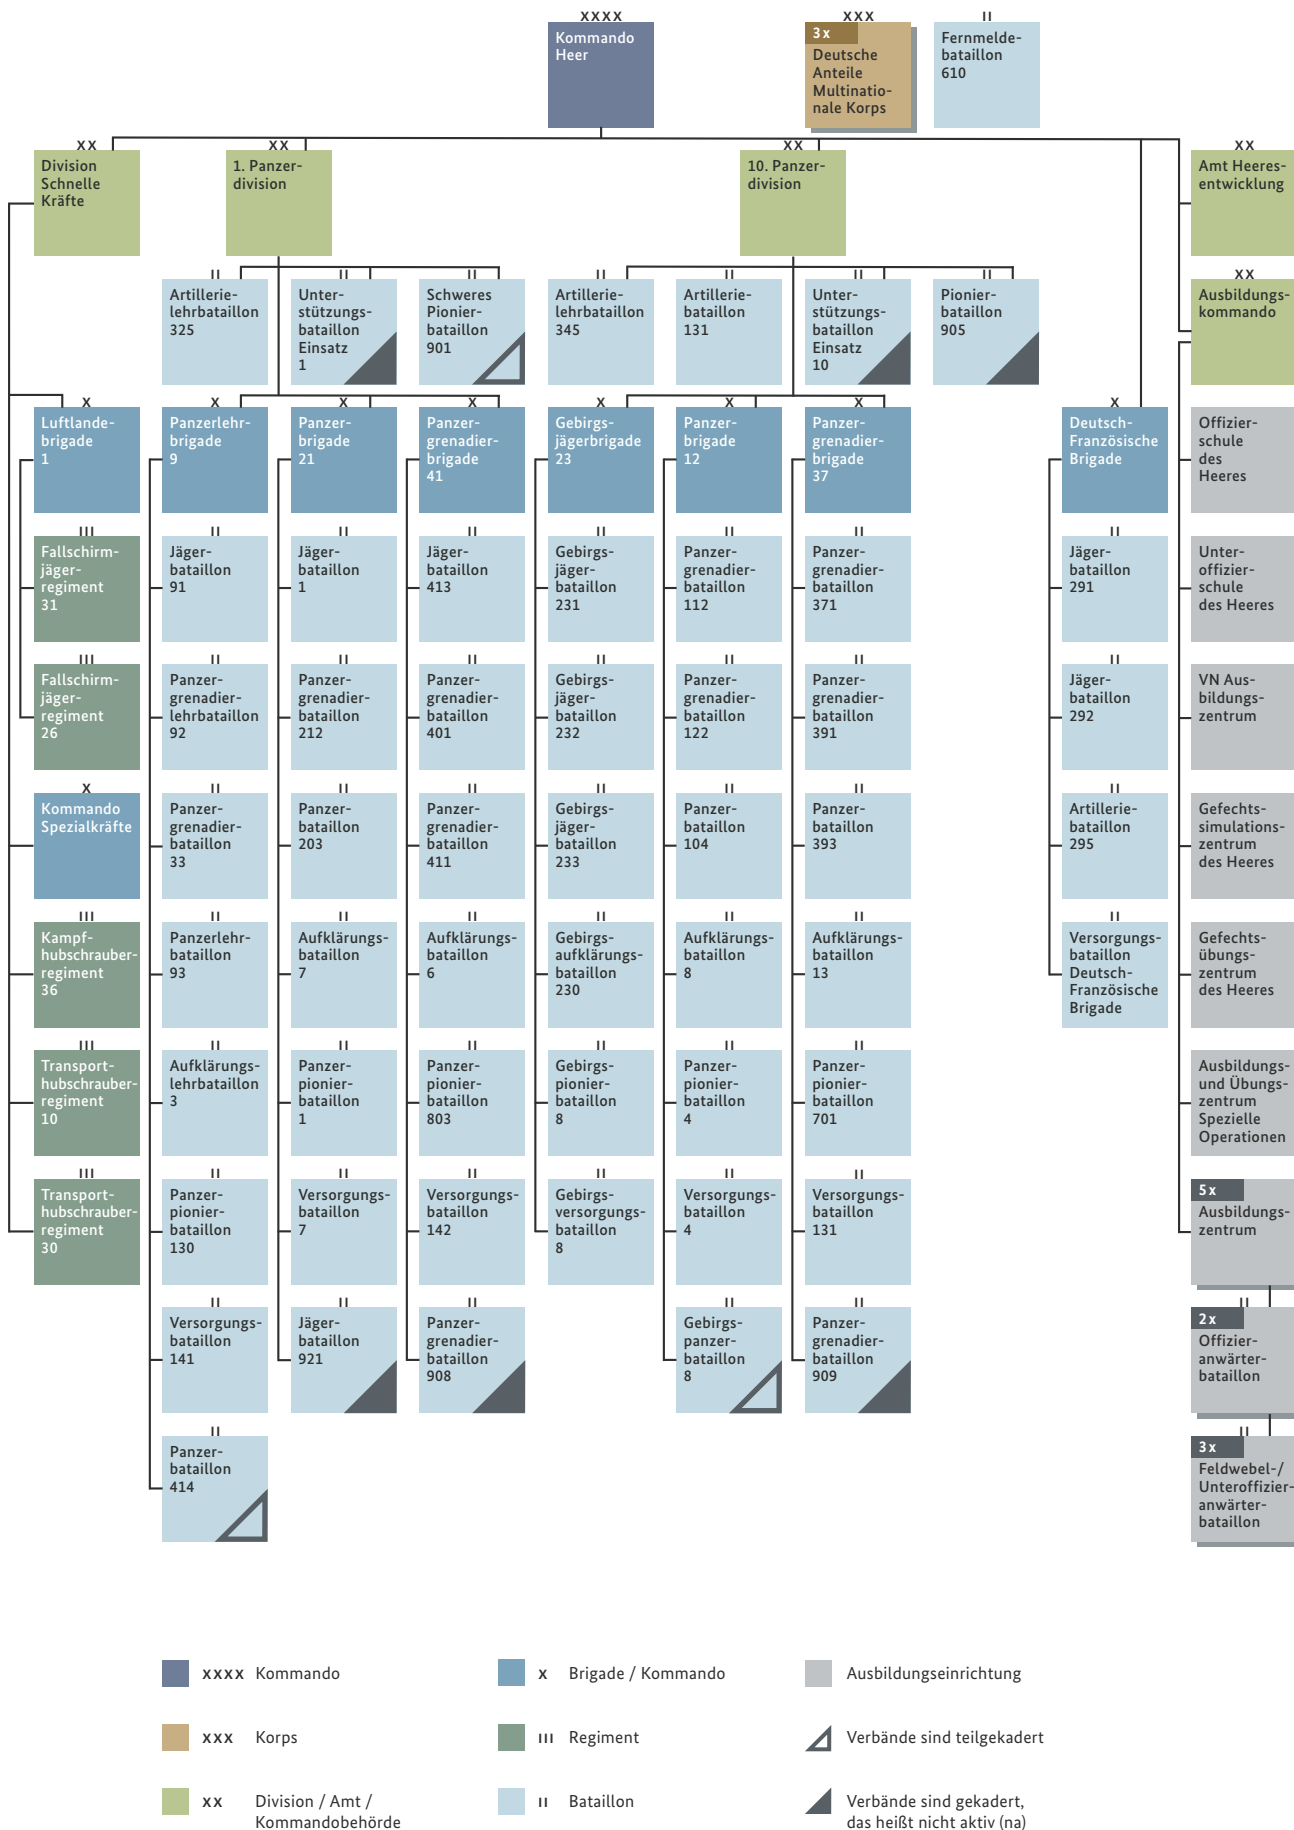 XXXX
Kommando
Heer
XXX
3x
Deutsche
Anteile
Multinatio-
nale Korps
II
Fernmelde-
bataillon
610
XX
Division
Schnelle
Kräfte
XX
1. Panzer-
division
XX
10. Panzer-
division
XX
Amt Heeres-
entwicklung
II
Artillerie-
lehrbataillon
325
II
Unter-
stützungs-
bataillon
Einsatz
1
II
Schweres
Pionier-
bataillon
901
II
Artillerie-
lehrbataillon
345
II
Artillerie-
bataillon
131
II
Unter-
stützungs-
bataillon
Einsatz
10
II
Pionier-
bataillon
905
XX
Ausbildungs-
kommando
X
Luftlande-
brigade
1
X
Panzerlehr-
brigade
9
X
Panzer-
brigade
21
X
Panzer-
grenadier-
brigade
41
X
Gebirgs-
jägerbrigade
23
X
Panzer-
brigade
12
X
Panzer-
grenadier-
brigade
37
X
Deutsch-
Französische
Brigade
Offizier-
schule
des
Heeres
III
Fallschirm-
jäger-
regiment
31
II
Jäger-
bataillon
91
II
Jäger-
bataillon
1
II
Jäger-
bataillon
413
II
Gebirgs-
jäger-
bataillon
231
II
Panzer-
grenadier-
bataillon
112
II
Panzer-
grenadier-
bataillon
371
II
Jäger-
bataillon
291
Unter-
offizier-
schule
des Heeres
III
Fallschirm-
jäger-
regiment
26
II
Panzer-
grenadier-
lehrbataillon
92
II
Panzer-
grenadier-
bataillon
212
II
Panzer-
grenadier-
bataillon
401
II
Gebirgs-
jäger-
bataillon
232
II
Panzer-
grenadier-
bataillon
122
II
Panzer-
grenadier-
bataillon
391
II
Jäger-
bataillon
292
VN Aus-
bildungs-
zentrum
X
Kommando
Spezialkräfte
II
Panzer-
grenadier-
bataillon
33
II
Panzer-
bataillon
203
II
Panzer-
grenadier-
bataillon
411
II
Gebirgs-
jäger-
bataillon
233
II
Panzer-
bataillon
104
II
Panzer-
bataillon
393
II
Artillerie-
bataillon
295
Gefechts-
simulations-
zentrum
des Heeres
III
Kampf-
hubschrauber-
regiment
36
II
Panzerlehr-
bataillon
93
II
Aufklärungs-
bataillon
7
II
Aufklärungs-
bataillon
6
II
Gebirgs-
aufklärungs-
bataillon
230
II
Aufklärungs-
bataillon
8
II
Aufklärungs-
bataillon
13
II
Versorgungs-
bataillon
Deutsch-
Französische
Brigade
Gefechts-
übungs-
zentrum
des Heeres
III
Transport-
hubschrauber-
regiment
10
II
Aufklärungs-
lehrbataillon
3
II
Panzer-
pionier-
bataillon
1
II
Panzer-
pionier-
bataillon
803
II
Gebirgs-
pionier-
bataillon
8
II
Panzer-
pionier-
bataillon
4
II
Panzer-
pionier-
bataillon
701
Ausbildungs-
und Übungs-
zentrum
Spezielle
Operationen
III
Transport-
hubschrauber-
regiment
30
II
Panzer-
pionier-
bataillon
130
II
Versorgungs-
bataillon
7
II
Versorgungs-
bataillon
142
II
Gebirgs-
versorgungs-
bataillon
8
II
Versorgungs-
bataillon
4
II
Versorgungs-
bataillon
131
5x
Ausbildungs-
zentrum
II
Versorgungs-
bataillon
141
II
Jäger-
bataillon
921
II
Panzer-
grenadier-
bataillon
908
II
Gebirgs-
panzer-
bataillon
8
II
Panzer-
grenadier-
bataillon
909
II
2x
Offizier-
anwärter-
bataillon
II
Panzer-
bataillon
414
II
3x
Feldwebel-/
Unteroffizier-
anwärter-
bataillon
XXXX Kommando
X Brigade / Kommando
Ausbildungseinrichtung
XXX Korps
III Regiment
Verbände sind teilgekadert
XX Division / Amt /
Kommandobehörde
II Bataillon
Verbände sind gekadert,
das heißt nicht aktiv (na)